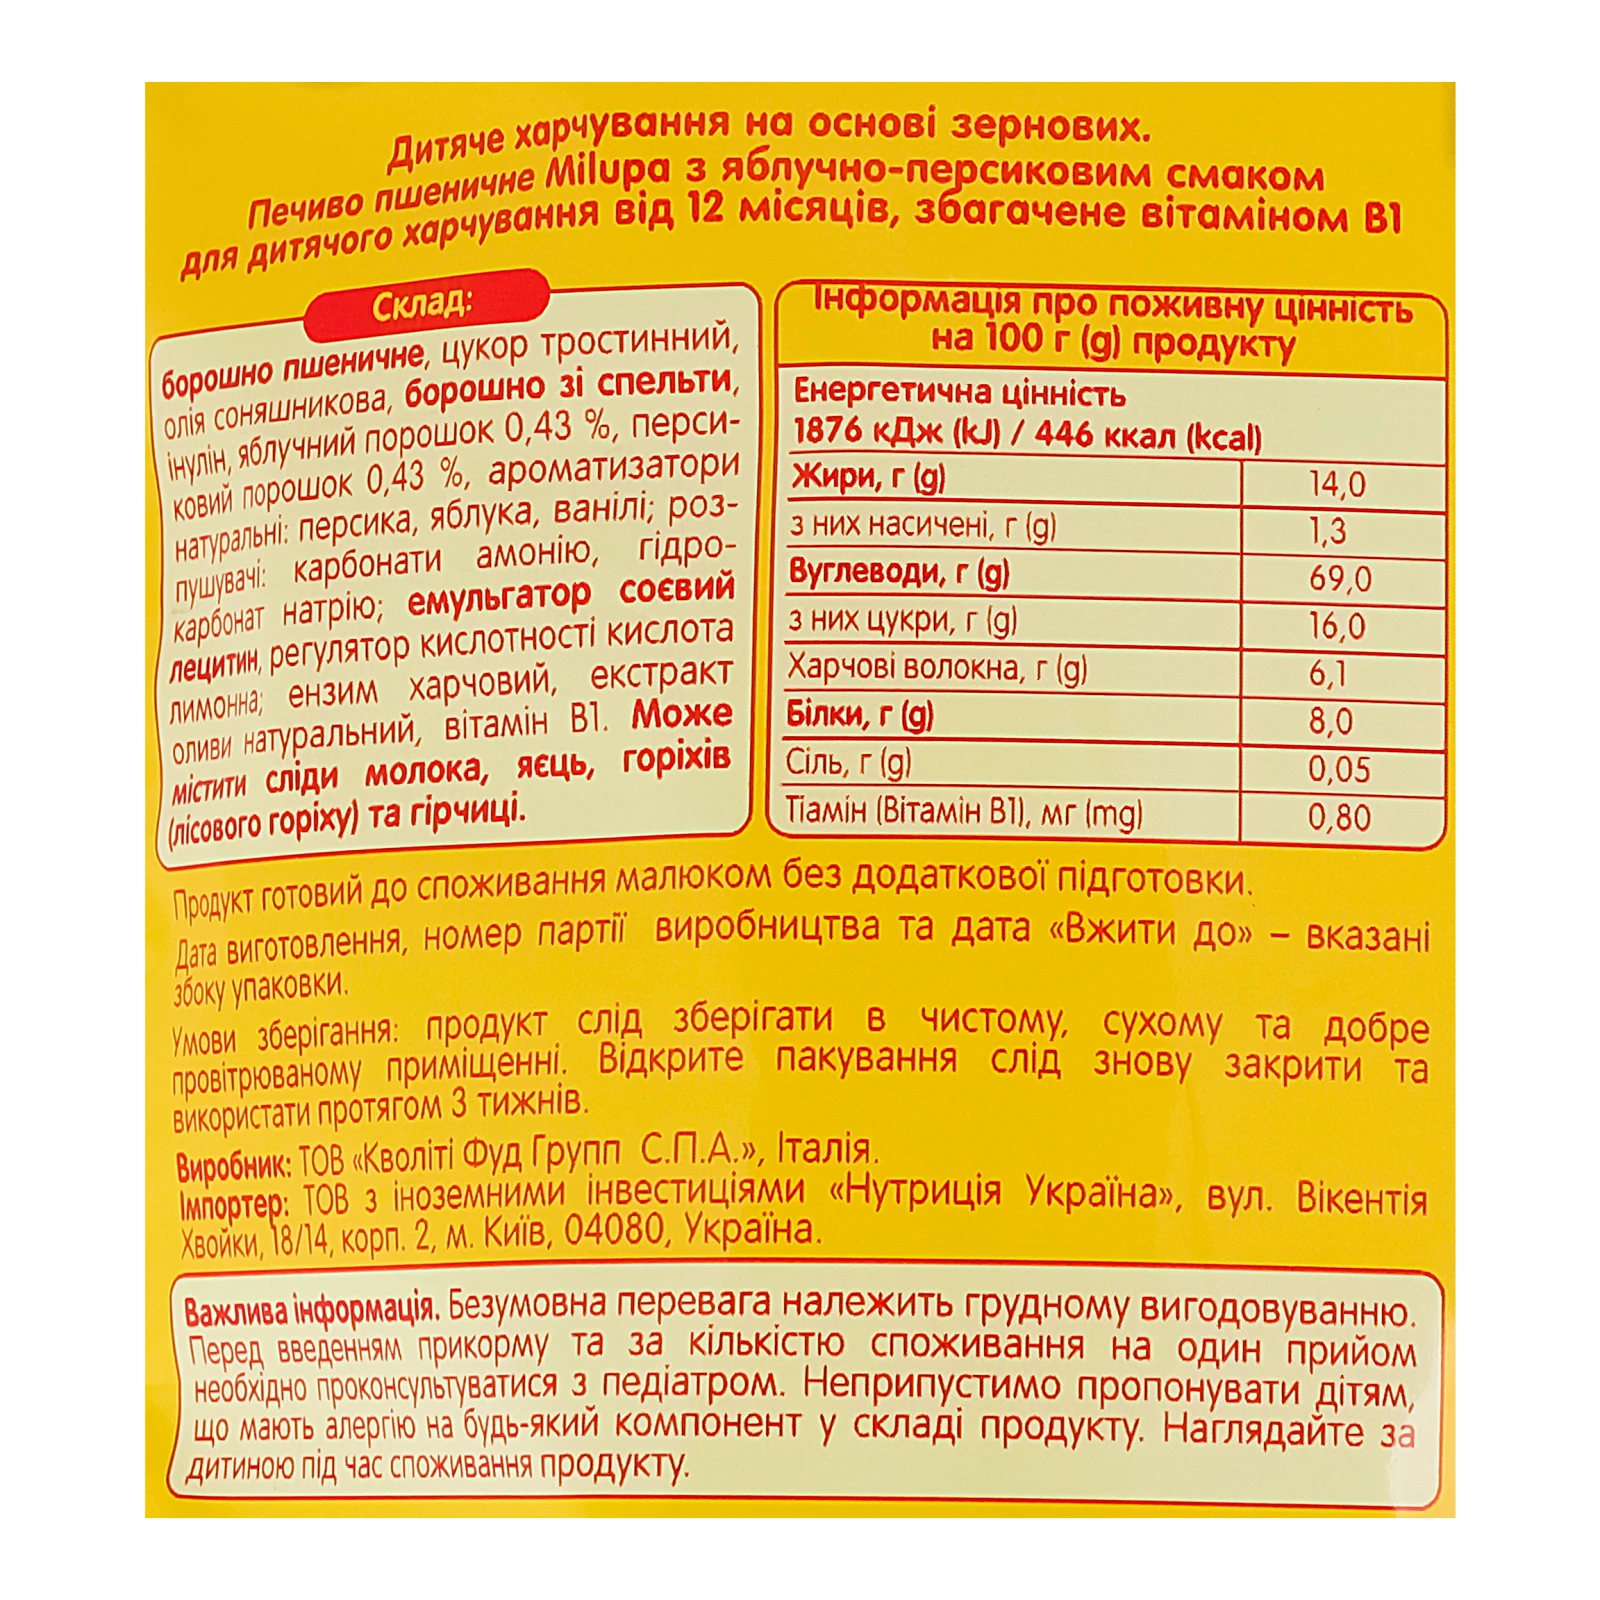 Дитяче харчування на основі зернових.
Печиво пшеничне Milupa з яблучно-персиковим смаком
для дитячого харчування від 12 місяців, збагачене вітаміном В1
Склад:
борошно пшеничне, цукор тростинний,
олія соняшникова, борошно зі спельти,
інулін, яблучний порошок 0,43 %, перси-
ковий порошок 0,43 %, ароматизатори
натуральні: персика, яблука, ванілі; роз-
пушувачі: карбонати амонію, гідро-
карбонат натрію; емульгатор соєвий
лецитин, регулятор кислотності кислота
лимонна; ензим харчовий, екстракт
оливи натуральний, вітамін В1. Може
містити сліди молока, яєць, горіхів
(лісового горіху) та гірчиці.
Інформація про поживну цінність
на 100 г (g) продукту
Енергетична цінність
1876 кДж (kJ) / 446 ккал (kcal)
Жири, г (g) 14,0
з них насичені, г (g) 1,3
Вуглеводи, г (g) 69,0
з них цукри, г (g) 16,0
Харчові волокна, г (g) 6,1
Білки, г (g) 8,0
Сіль, г (g) 0,05
Тіамін (Вітамін В1), мг (mg) 0,80
Продукт готовий до споживання малюком без додаткової підготовки.
Дата виготовлення, номер партії виробництва та дата «Вжити до» – вказані
збоку упаковки.
Умови зберігання: продукт слід зберігати в чистому, сухому та добре
провітрюваному приміщенні. Відкрите пакування слід знову закрити та
використати протягом 3 тижнів.
Виробник: ТОВ «Кволіті Фуд Групп С.П.А.», Італія.
Імпортер: ТОВ з іноземними інвестиціями «Нутриція Україна», вул. Вікентія
Хвойки, 18/14, корп. 2, м. Київ, 04080, Україна.
Важлива інформація. Безумовна перевага належить грудному вигодовуванню.
Перед введенням прикорму та за кількістю споживання на один прийом
необхідно проконсультуватися з педіатром. Неприпустимо пропонувати дітям,
що мають алергію на будь-який компонент у складі продукту. Наглядайте за
дитиною під час споживання продукту.